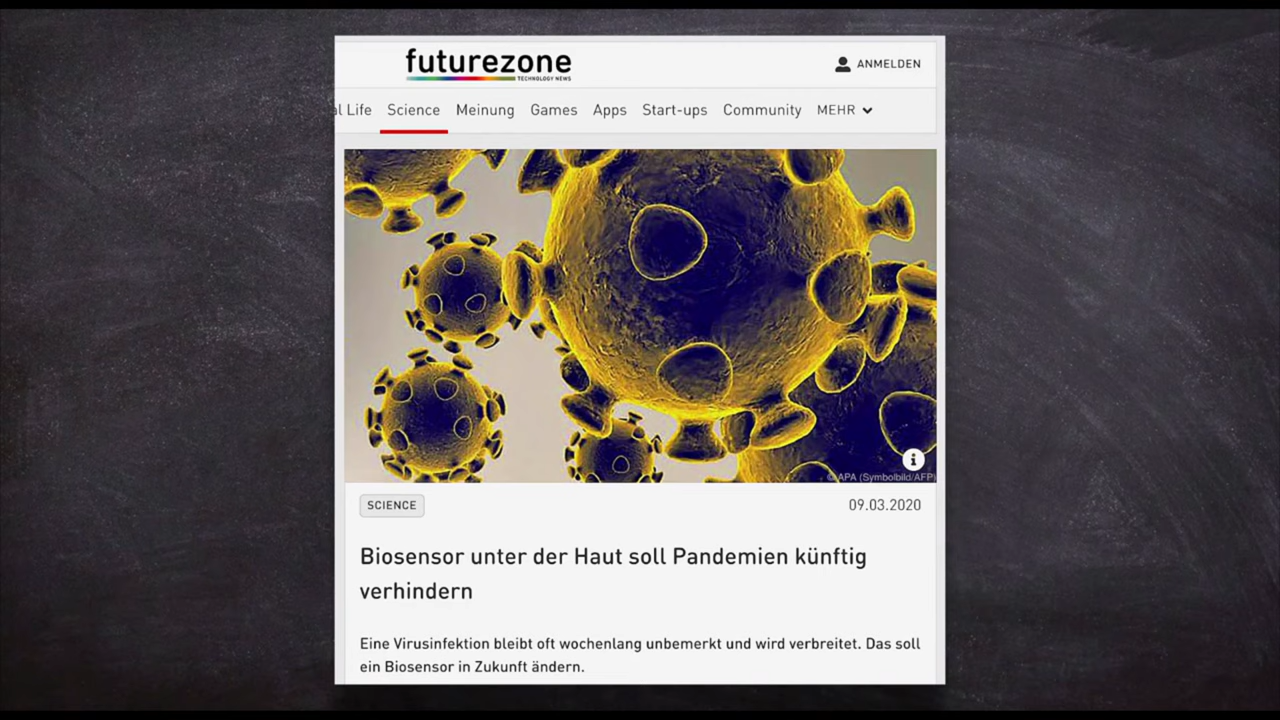 futurezone
TECHNOLOGY NEWS
ANMELDEN
al Life Science Meinung Games Apps Start-ups Community MEHR
i
© APA (Symbolbild/AFP)
SCIENCE
09.03.2020
Biosensor unter der Haut soll Pandemien künftig
verhindern
Eine Virusinfektion bleibt oft wochenlang unbemerkt und wird verbreitet. Das soll
ein Biosensor in Zukunft ändern.